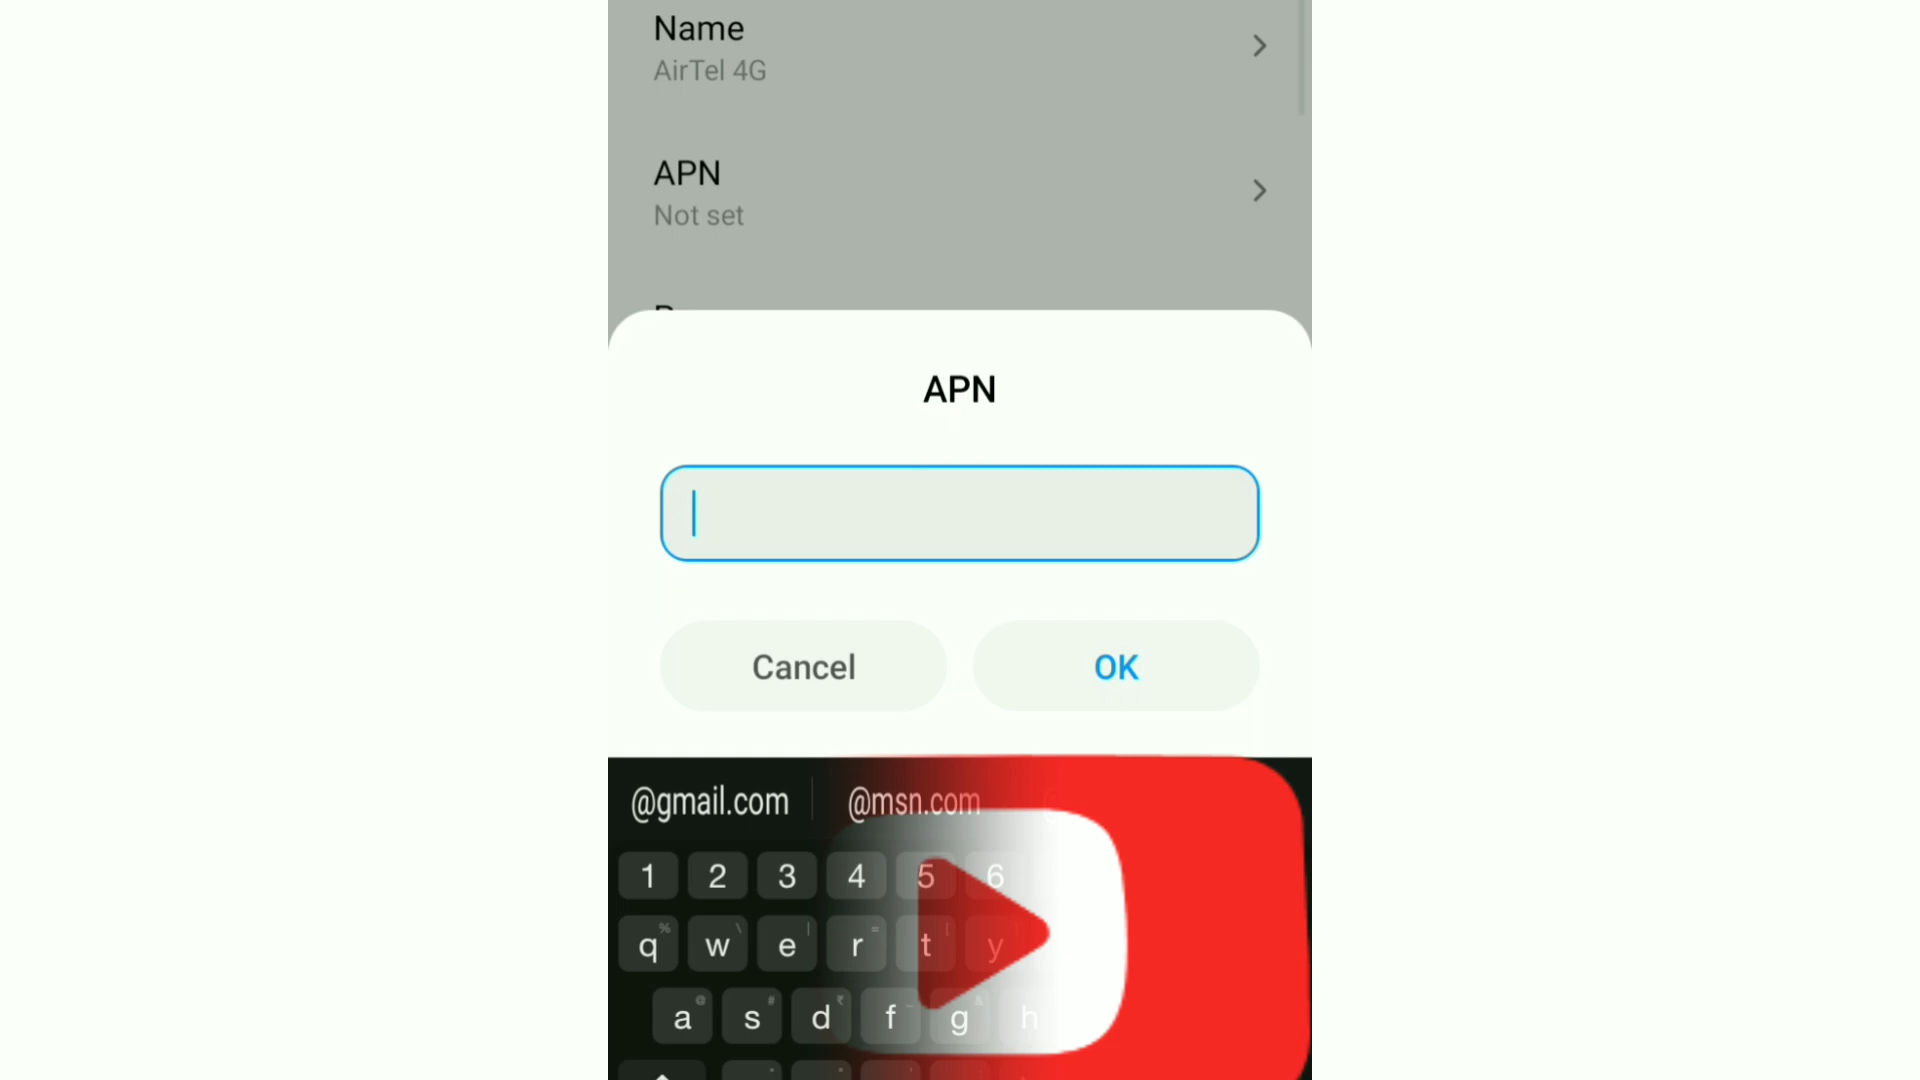 Name
AirTel 4G
APN
Not set
APN
Cancel OK
@gmail.com @msn.com
1 2 3 4 5 6
q w e r t y
a s d f g h